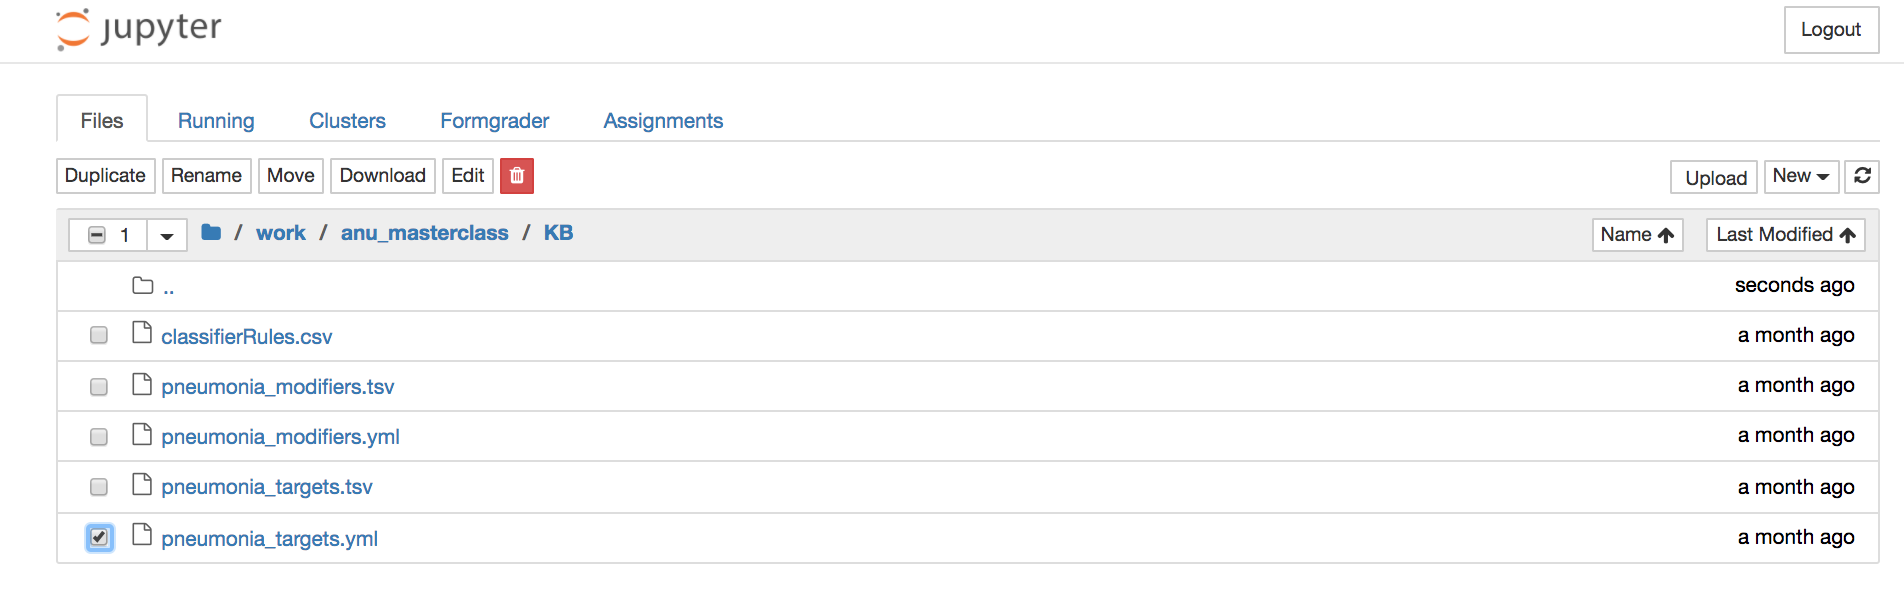 jupyter
Logout
Files Running Clusters Formgrader Assignments
Duplicate Rename Move Download Edit Upload New
1 / work / anu_masterclass / KB Name Last Modified
.. seconds ago
classifierRules.csv a month ago
pneumonia_modifiers.tsv a month ago
pneumonia_modifiers.yml a month ago
pneumonia_targets.tsv a month ago
pneumonia_targets.yml a month ago